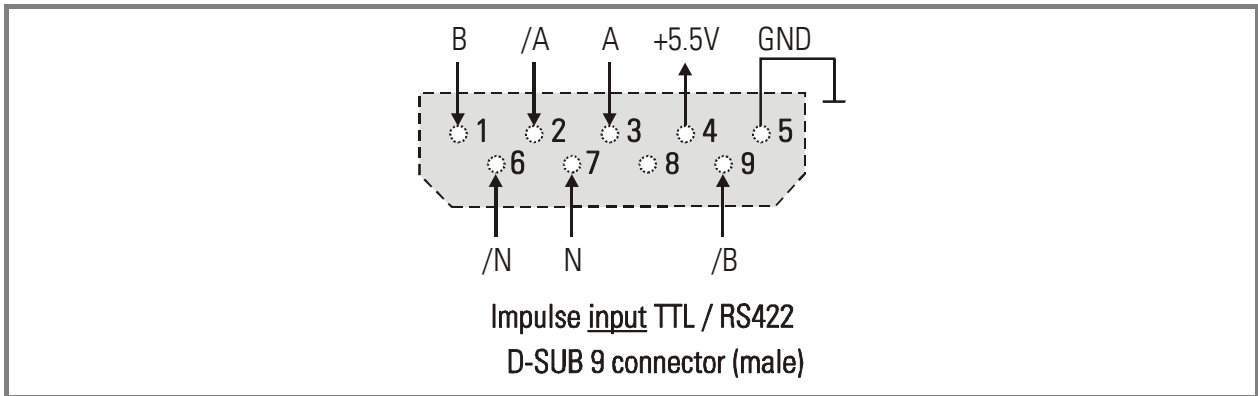 B /A A +5.5V GND
1 2 3 4 5
6 7 8 9
/N N /B
Impulse input TTL / RS422
D-SUB 9 connector (male)